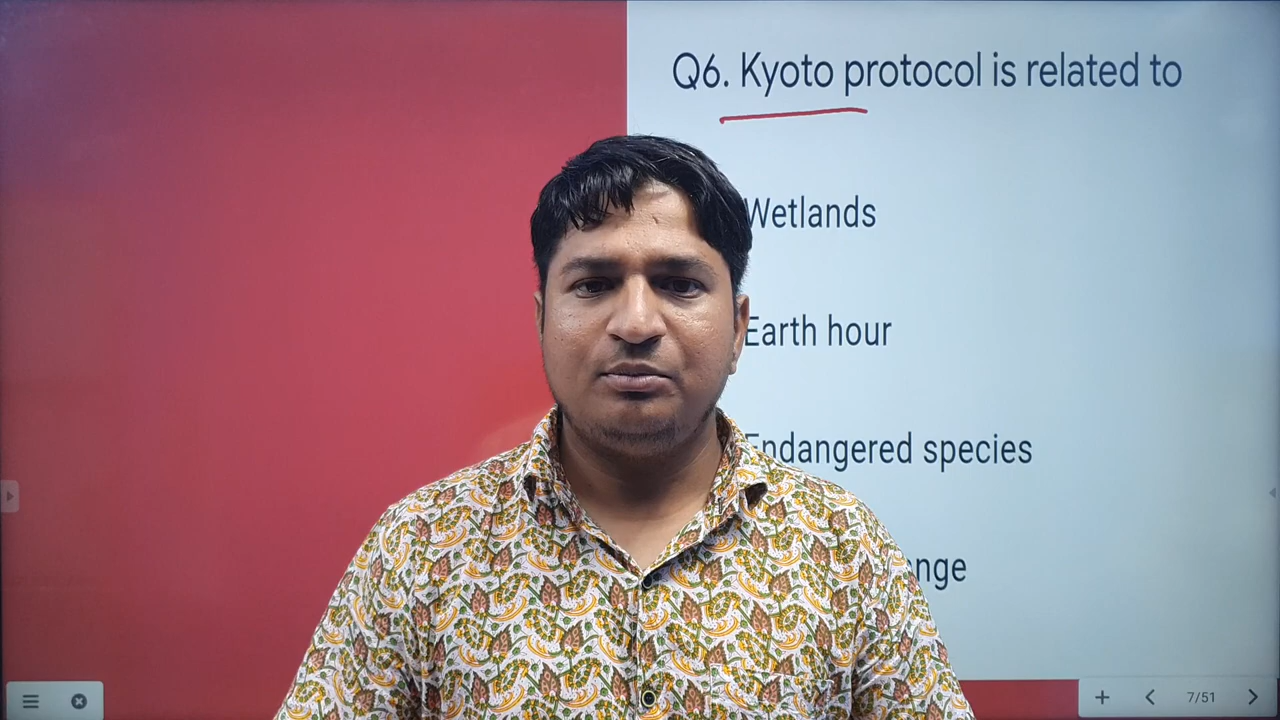 Q6. Kyoto protocol is related to
Wetlands
Earth hour
Endangered species
7/51